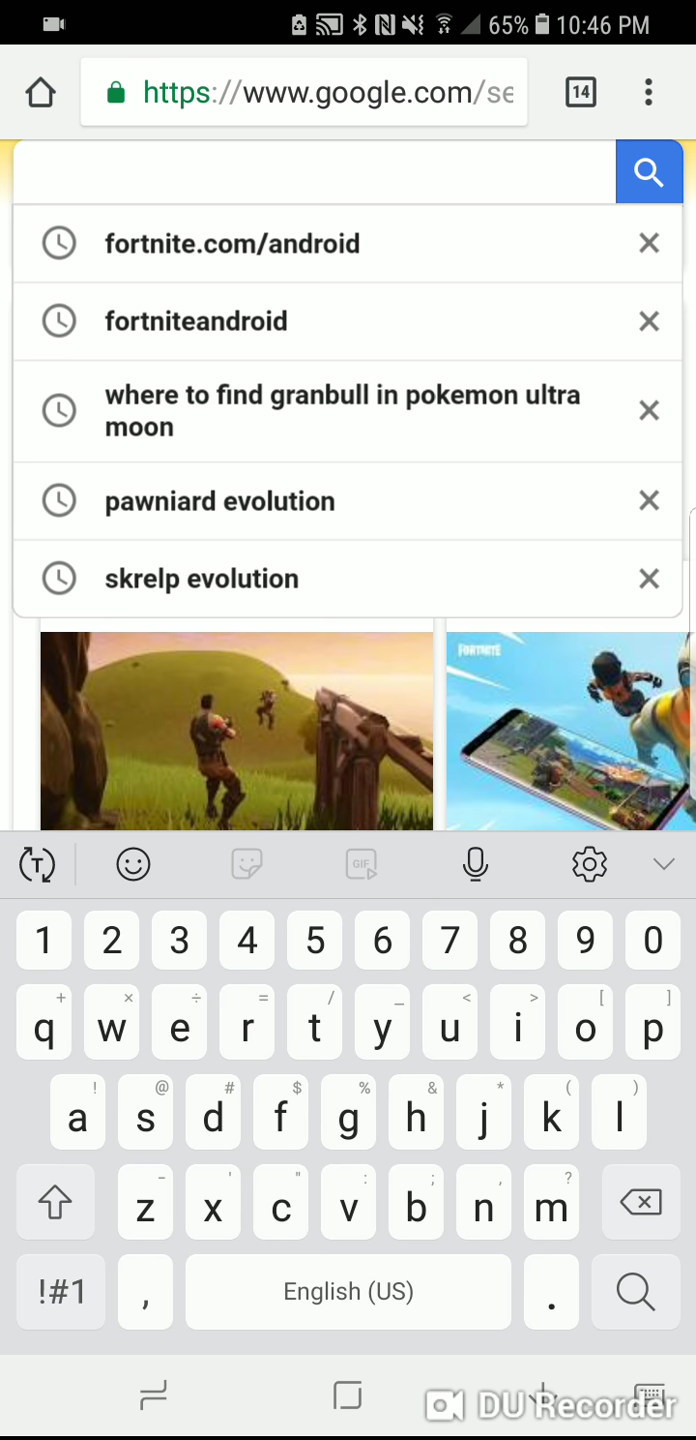 65% 10:46 PM
https://www.google.com/se
14
fortnite.com/android
fortniteandroid
where to find granbull in pokemon ultra
moon
pawniard evolution
skrelp evolution
FORTNITE
T
GIF
1 2 3 4 5 6 7 8 9 0
+ × ÷ = / _ < > [ ]
q w e r t y u i o p
! @ # $ % & * ( )
a s d f g h j k l
- ' " : ; , ?
z x c v b n m
!#1 , English (US) .
DU Recorder